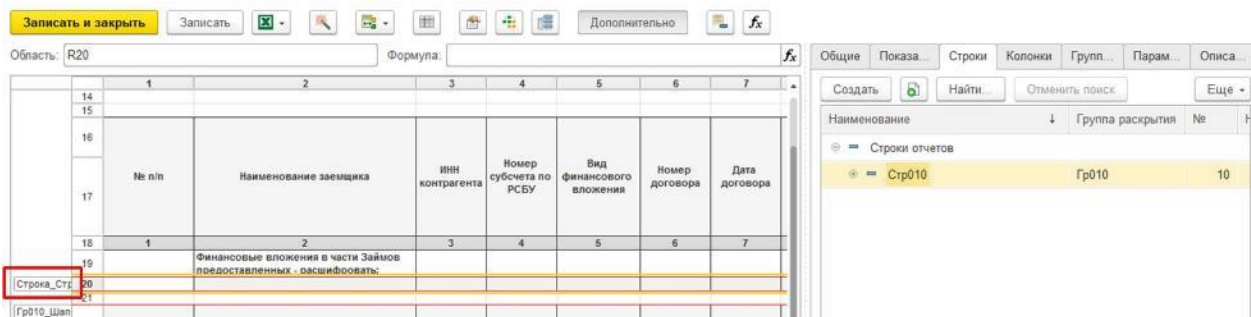 Записать и закрыть Записать Дополнительно fx
Область: R20 Формула: fx
1 2 3 4 5 6 7
14
15
16
17
№ п/п Наименование заемщика ИНН контрагента Номер субсчета по РСБУ Вид финансового вложения Номер договора Дата договора
18 1 2 3 4 5 6 7
19 Финансовые вложения в части Займов предоставленных - расшифровать:
Строка_Стр 20
21
Гр010_Шап
Общие Показа... Строки Колонки Групп... Парам... Описа...
Создать Найти... Отменить поиск Еще
Наименование ↓ Группа раскрытия №
Строки отчетов
Стр010 Гр010 10